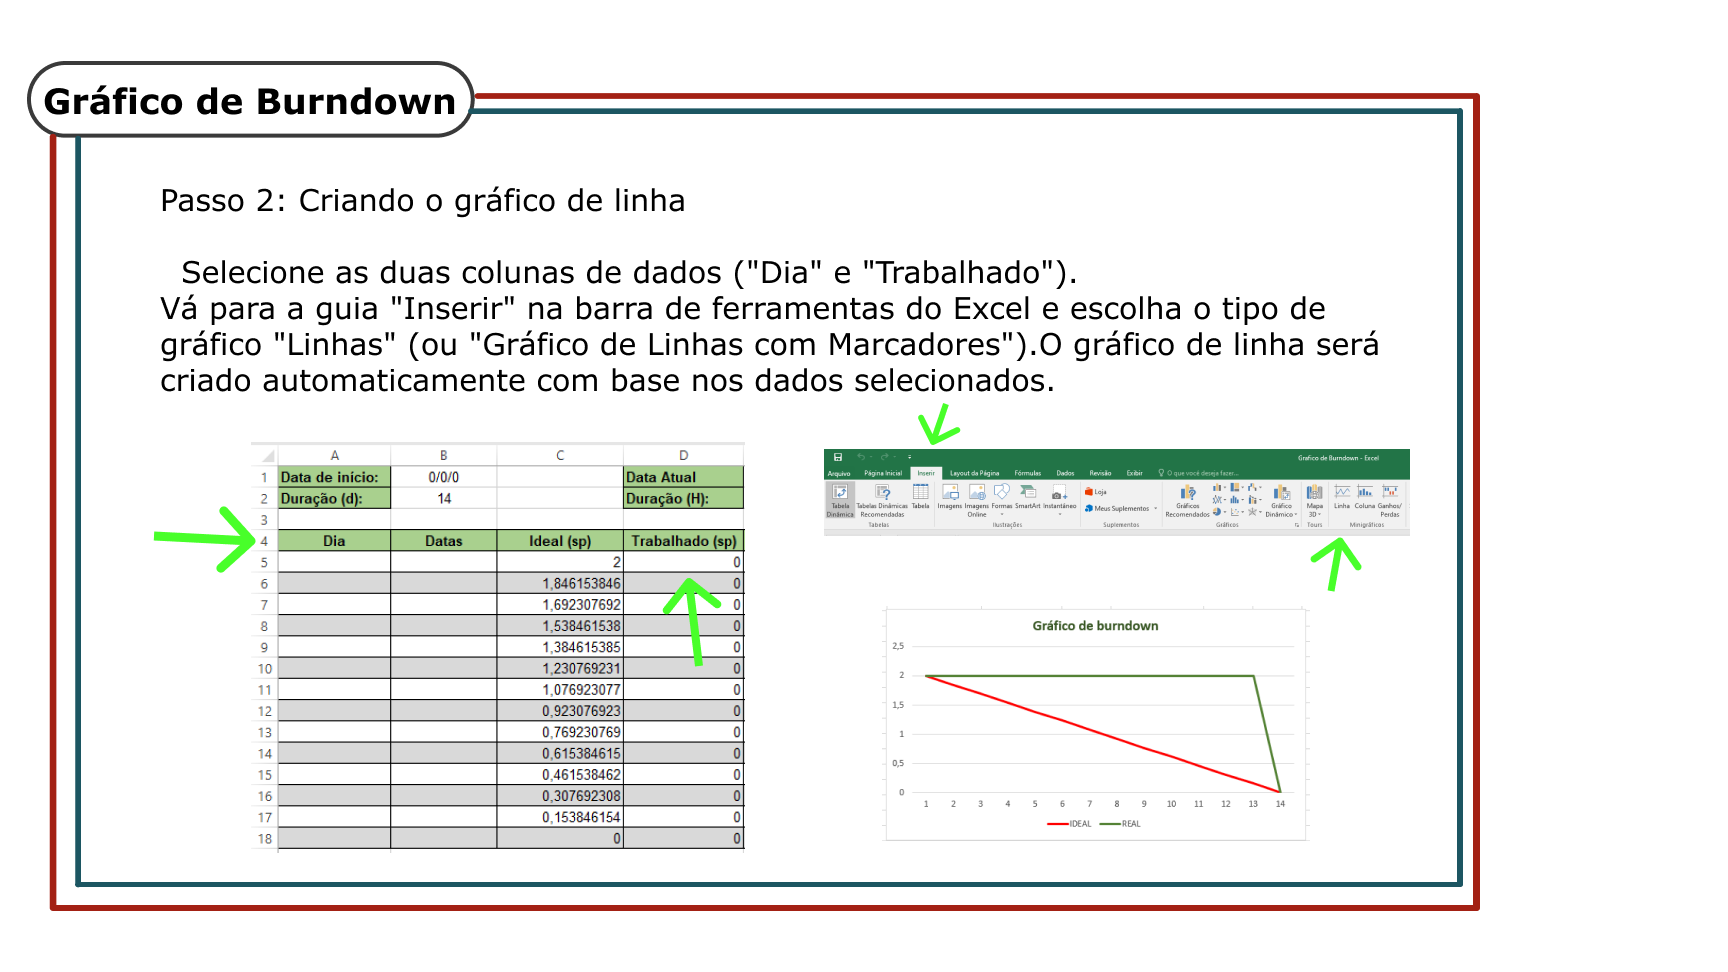 Gráfico de Burndown
Passo 2: Criando o gráfico de linha
Selecione as duas colunas de dados ("Dia" e "Trabalhado").
Vá para a guia "Inserir" na barra de ferramentas do Excel e escolha o tipo de
gráfico "Linhas" (ou "Gráfico de Linhas com Marcadores").O gráfico de linha será
criado automaticamente com base nos dados selecionados.
A B C D
1 Data de início: 0/0/0 Data Atual
2 Duração (d): 14 Duração (H):
3
4 Dia Datas Ideal (sp) Trabalhado (sp)
5 2 0
6 1,846153846 0
7 1,692307692 0
8 1,538461538 0
9 1,384615385 0
10 1,230769231 0
11 1,076923077 0
12 0,923076923 0
13 0,769230769 0
14 0,615384615 0
15 0,461538462 0
16 0,307692308 0
17 0,153846154 0
18 0 0
Grafico de Burndown - Excel
Arquivo Página Inicial Inserir Layout da Página Fórmulas Dados Revisão Exibir O que você deseja fazer...
Tabela Dinâmica
Tabelas Dinâmicas Recomendadas
Tabela
Imagens
Imagens Online
Formas
SmartArt
Instantâneo
Loja
Meus Suplementos
Gráficos Recomendados
Gráfico Dinâmico
Mapa 3D
Linha
Coluna
Ganhos/ Perdas
Tabelas Ilustrações Suplementos Gráficos Tours Minigráficos
Gráfico de burndown
2,5
2
1,5
1
0,5
0
1 2 3 4 5 6 7 8 9 10 11 12 13 14
IDEAL REAL